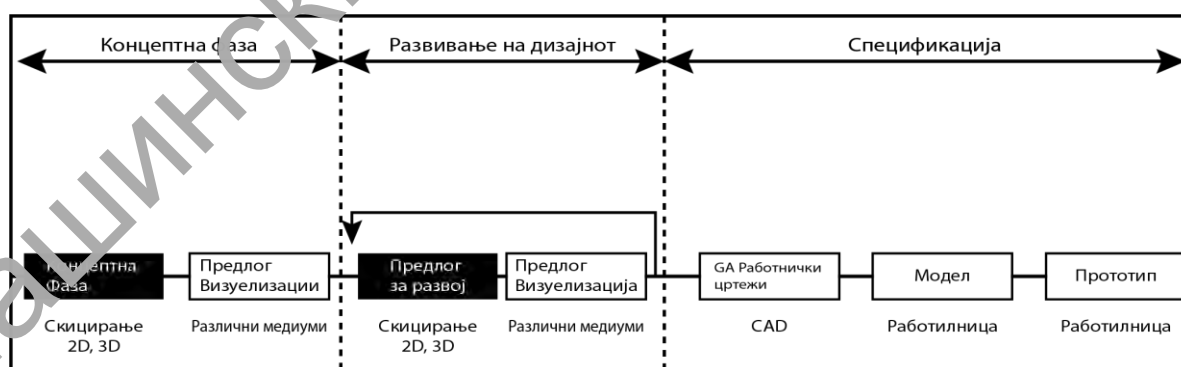 Концептна фаза
Развивање на дизајнот
Спецификација
Концептна
Фаза
Предлог
Визуелизации
Предлог
за развој
Предлог
Визуелизација
GA Работнички
цртежи
Модел
Прототип
Скицирање
2D, 3D
Различни медиуми
Скицирање
2D, 3D
Различни медиуми
CAD
Работилница
Работилница